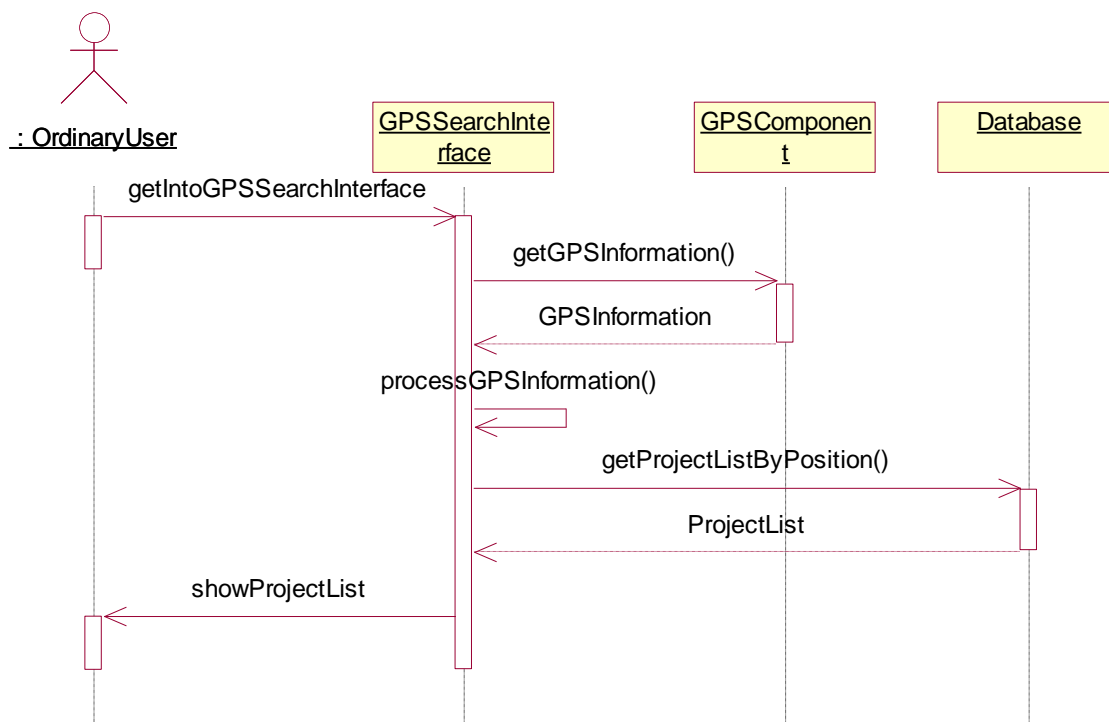 : OrdinaryUser
GPSSearchInte
rface
GPSComponen
t
Database
getIntoGPSSearchInterface
getGPSInformation()
GPSInformation
processGPSInformation()
getProjectListByPosition()
ProjectList
showProjectList